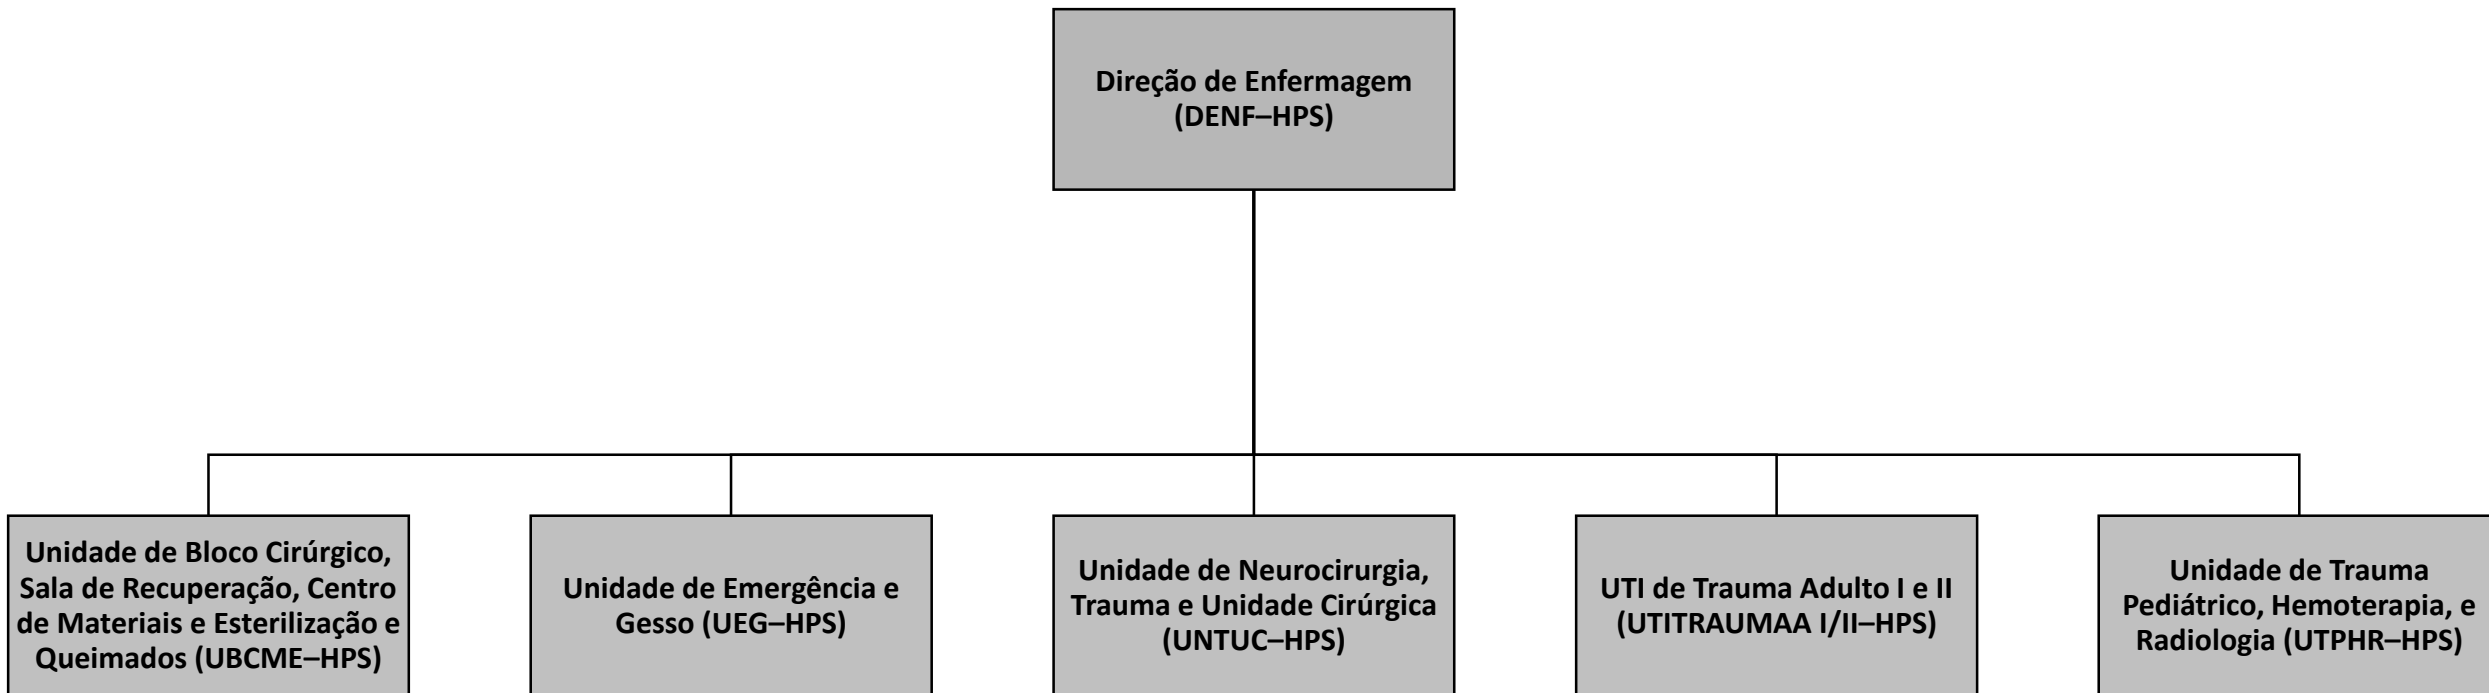 Direção de Enfermagem
(DENF–HPS)
Unidade de Bloco Cirúrgico,
Sala de Recuperação, Centro
de Materiais e Esterilização e
Queimados (UBCME–HPS)
Unidade de Emergência e
Gesso (UEG–HPS)
Unidade de Neurocirurgia,
Trauma e Unidade Cirúrgica
(UNTUC–HPS)
UTI de Trauma Adulto I e II
(UTITRAUMAA I/II–HPS)
Unidade de Trauma
Pediátrico, Hemoterapia, e
Radiologia (UTPHR–HPS)